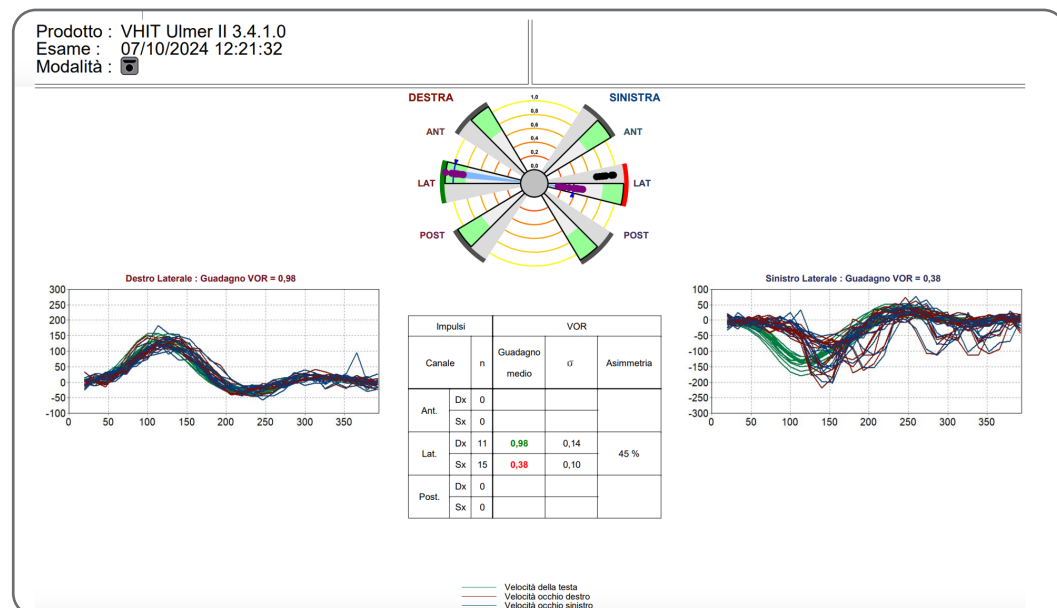 Prodotto : VHIT Ulmer II 3.4.1.0
Esame : 07/10/2024 12:21:32
Modalità :
DESTRA
SINISTRA
1,0
0,8
0,6
0,4
0,2
0,0
ANT
ANT
LAT
LAT
POST
POST
Destro Laterale : Guadagno VOR = 0,98
300
250
200
150
100
50
0
-50
-100
0 50 100 150 200 250 300 350
Sinistro Laterale : Guadagno VOR = 0,38
100
50
0
-50
-100
-150
-200
-250
-300
0 50 100 150 200 250 300 350
Impulsi VOR
Canale n Guadagno medio σ Asimmetria
Ant. Dx 0
Sx 0
Lat. Dx 11 0,98 0,14 45 %
Sx 15 0,38 0,10
Post. Dx 0
Sx 0
Velocità della testa
Velocità occhio destro
Velocità occhio sinistro